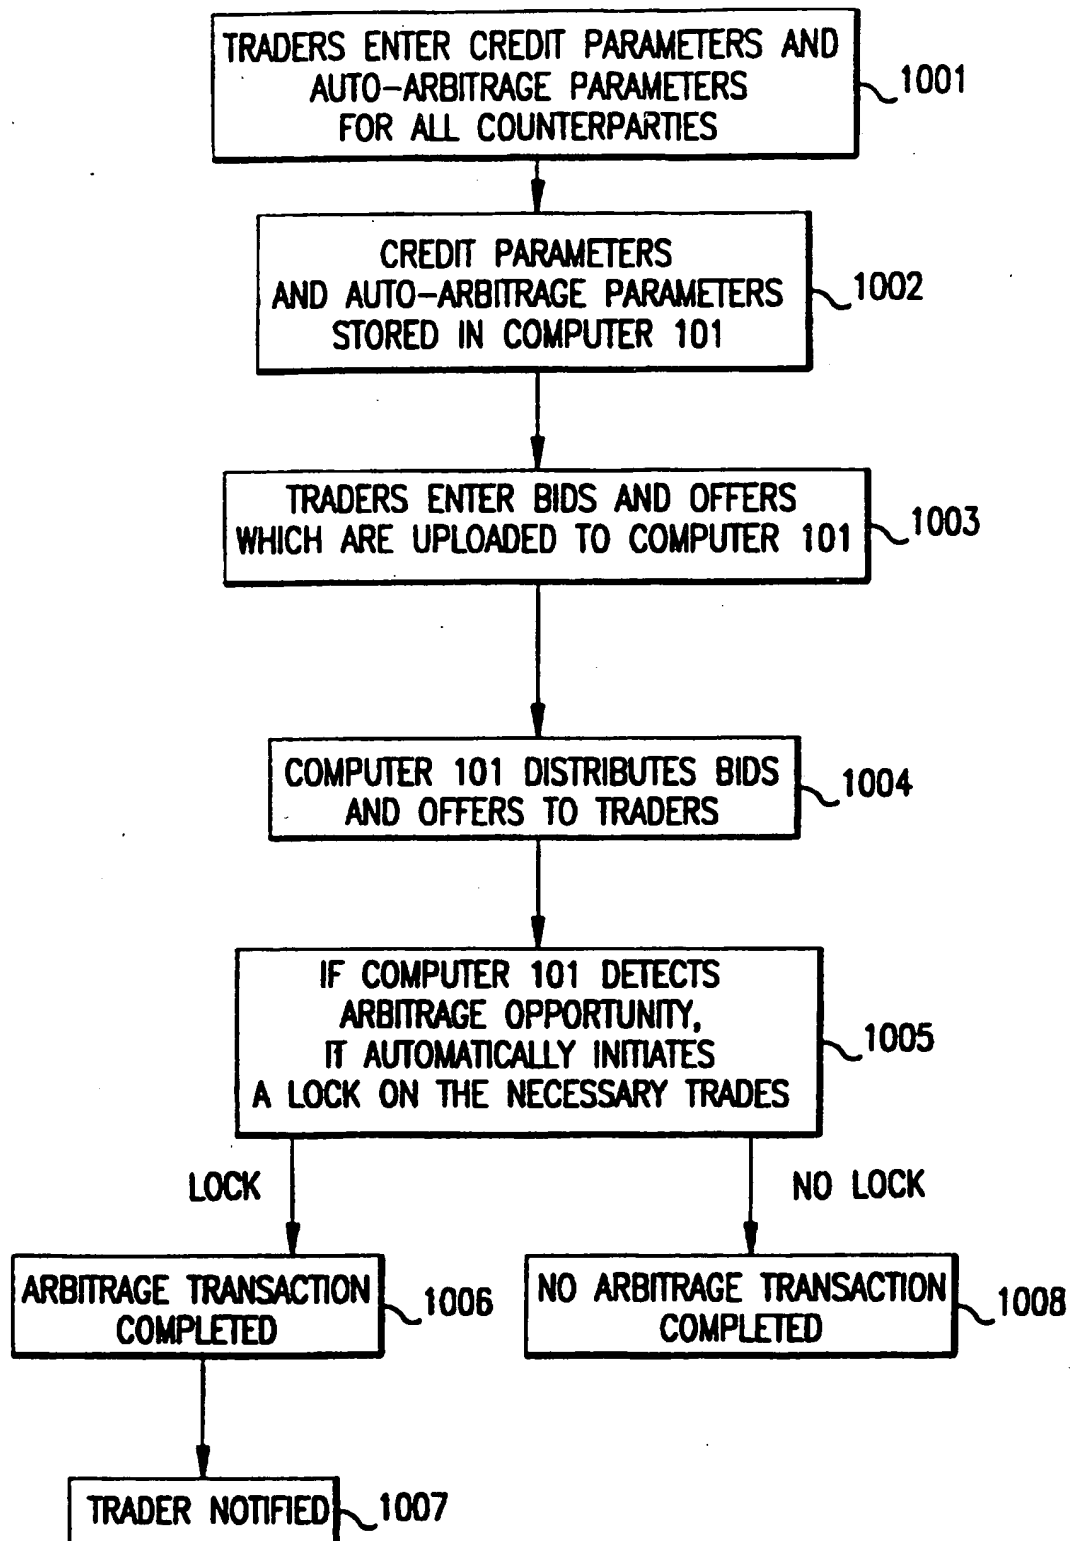 TRADERS ENTER CREDIT PARAMETERS AND
AUTO-ARBITRAGE PARAMETERS
FOR ALL COUNTERPARTIES
1001
CREDIT PARAMETERS
AND AUTO-ARBITRAGE PARAMETERS
STORED IN COMPUTER 101
1002
TRADERS ENTER BIDS AND OFFERS
WHICH ARE UPLOADED TO COMPUTER 101
1003
COMPUTER 101 DISTRIBUTES BIDS
AND OFFERS TO TRADERS
1004
IF COMPUTER 101 DETECTS
ARBITRAGE OPPORTUNITY,
IT AUTOMATICALLY INITIATES
A LOCK ON THE NECESSARY TRADES
1005
LOCK
NO LOCK
ARBITRAGE TRANSACTION
COMPLETED
1006
NO ARBITRAGE TRANSACTION
COMPLETED
1008
TRADER NOTIFIED
1007